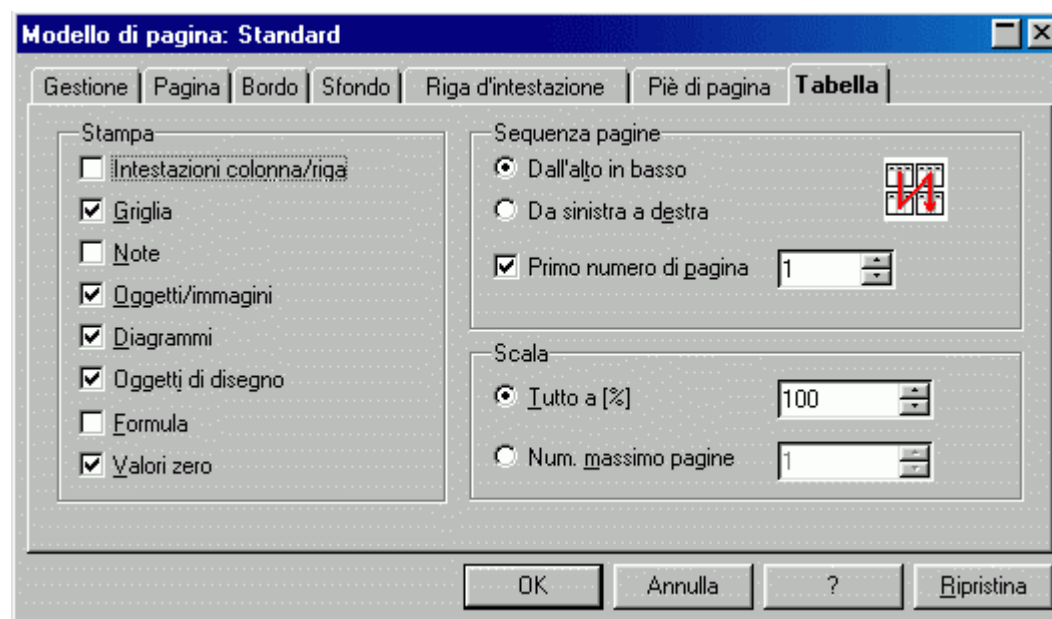 Modello di pagina: Standard
Gestione Pagina Bordo Sfondo Riga d'intestazione Piè di pagina Tabella
Stampa
Intestazioni colonna/riga
Griglia
Note
Oggetti/immagini
Diagrammi
Oggetti di disegno
Formula
Valori zero
Sequenza pagine
Dall'alto in basso
Da sinistra a destra
Primo numero di pagina 1
Scala
Tutto a [%] 100
Num. massimo pagine 1
OK Annulla ? Ripristina